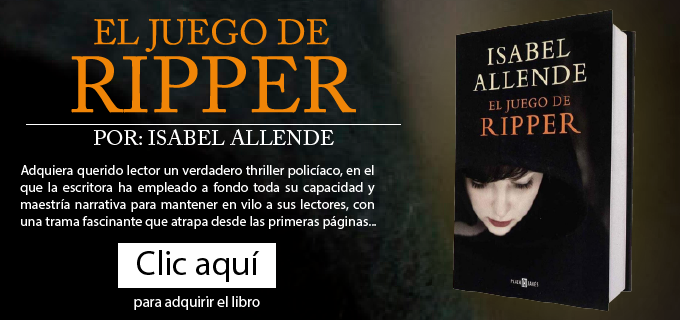 EL JUEGO DE
RIPPER
POR: ISABEL ALLENDE
Adquiera querido lector un verdadero thriller policíaco, en el
que la escritora ha empleado a fondo toda su capacidad y
maestría narrativa para mantener en vilo a sus lectores, con
una trama fascinante que atrapa desde las primeras páginas...
Clic aquí
para adquirir el libro
ISABEL
ALLENDE
EL JUEGO DE
RIPPER
PLAZA JANÉS